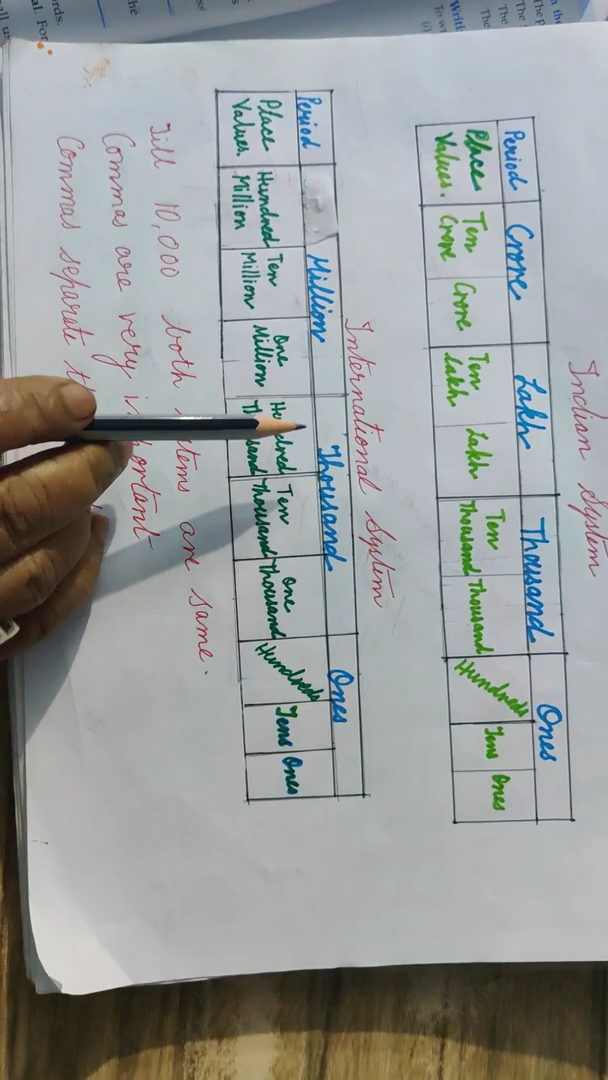 Indian System
Period Crore Lakh Thousand Ones
Place Ten Crore Ten Lakh Ten Thousand Hundreds Tens Ones
Values. Crore Lakh Thousand
International System
Period Million Thousand Ones
Place Hundred Ten One Hundred Ten One Hundreds Tens Ones
Values Million Million Million Thousand Thousand
Till 10,000 both are same.
Commas are very
Commas separate